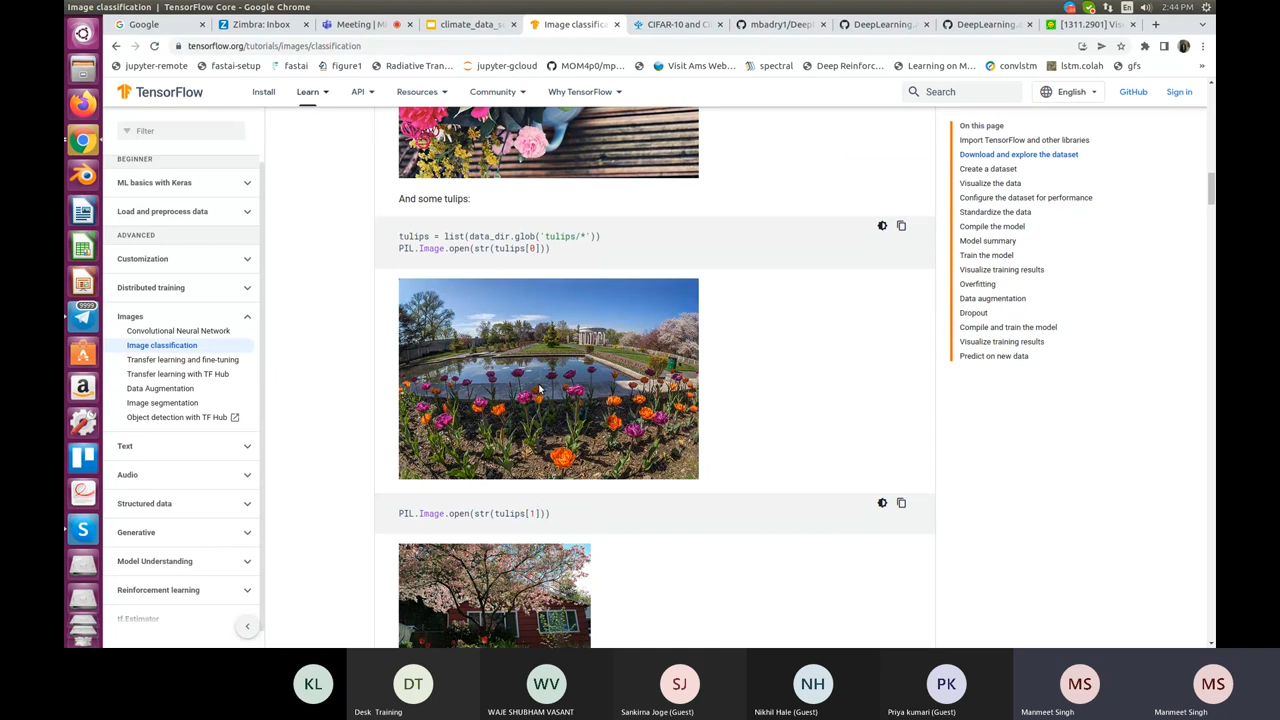 Image classification | TensorFlow Core - Google Chrome
En
2:44 PM
Google
Zimbra: Inbox
Meeting | Mi
climate_data_sc
Image classifica
CIFAR-10 and Ci
mbadry1/DeepL
DeepLearning.
DeepLearning.
[1311.2901] Vis
tensorflow.org/tutorials/images/classification
jupyter-remote
fastai-setup
fastai
figure1
Radiative Tran...
jupyter-gcloud
MOM4p0/mp...
Visit Ams Web...
spectral
Deep Reinforc...
Learning on M...
convlstm
lstm.colah
gfs
»
TensorFlow
Install
Learn
API
Resources
Community
Why TensorFlow
Search
English
GitHub
Sign in
Filter
BEGINNER
ML basics with Keras
Load and preprocess data
ADVANCED
Customization
Distributed training
Images
Convolutional Neural Network
Image classification
Transfer learning and fine-tuning
Transfer learning with TF Hub
Data Augmentation
Image segmentation
Object detection with TF Hub
Text
Audio
Structured data
Generative
Model Understanding
Reinforcement learning
tf.Estimator
9999
And some tulips:
tulips = list(data_dir.glob('tulips/*'))
PIL.Image.open(str(tulips[0]))
PIL.Image.open(str(tulips[1]))
On this page
Import TensorFlow and other libraries
Download and explore the dataset
Create a dataset
Visualize the data
Configure the dataset for performance
Standardize the data
Compile the model
Model summary
Train the model
Visualize training results
Overfitting
Data augmentation
Dropout
Compile and train the model
Visualize training results
Predict on new data
KL
DT
WV
SJ
NH
PK
MS
MS
Desk Training
WAJE SHUBHAM VASANT
Sankirna Joge (Guest)
Nikhil Hale (Guest)
Priya kumari (Guest)
Manmeet Singh
Manmeet Singh